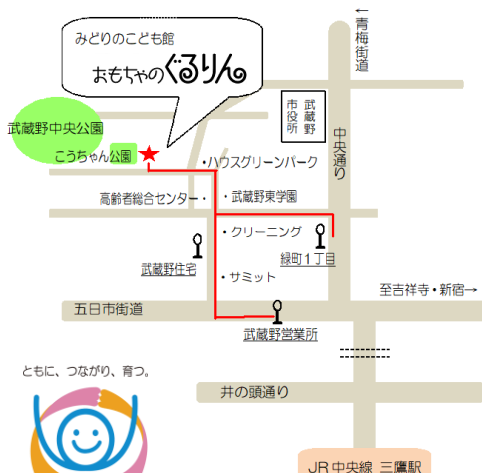 みどりのこども館
おもちゃのぐるりん
←青梅街道
武蔵野市役所
中央通り
武蔵野中央公園
こうちゃん公園
・ハウスグリーンパーク
高齢者総合センター・
・武蔵野東学園
・クリーニング
緑町1丁目
武蔵野住宅
・サミット
至吉祥寺・新宿→
五日市街道
武蔵野営業所
ともに、つながり、育つ。
井の頭通り
JR中央線 三鷹駅